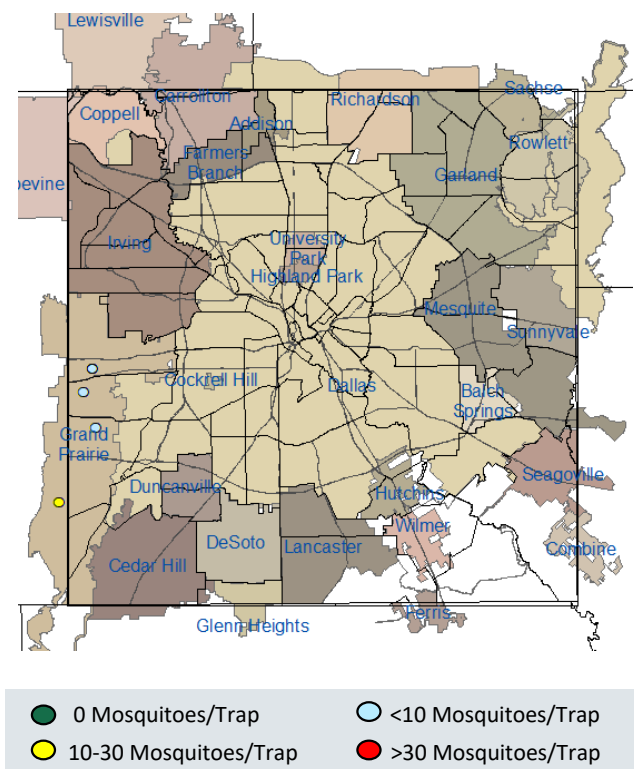 Lewisville
Carrollton
Coppell
Addison
Richardson
Sachse
Farmers
Branch
Rowlett
Garland
pevine
Irving
University
Park
Highland Park
Mesquite
Sunnyvale
Cockrell Hill
Dallas
Balch
Springs
Grand
Prairie
Duncanville
Seagoville
Hutchins
Wilmer
Cedar Hill
DeSoto
Lancaster
Combine
Glenn Heights
Ferris
0 Mosquitoes/Trap
<10 Mosquitoes/Trap
10-30 Mosquitoes/Trap
>30 Mosquitoes/Trap